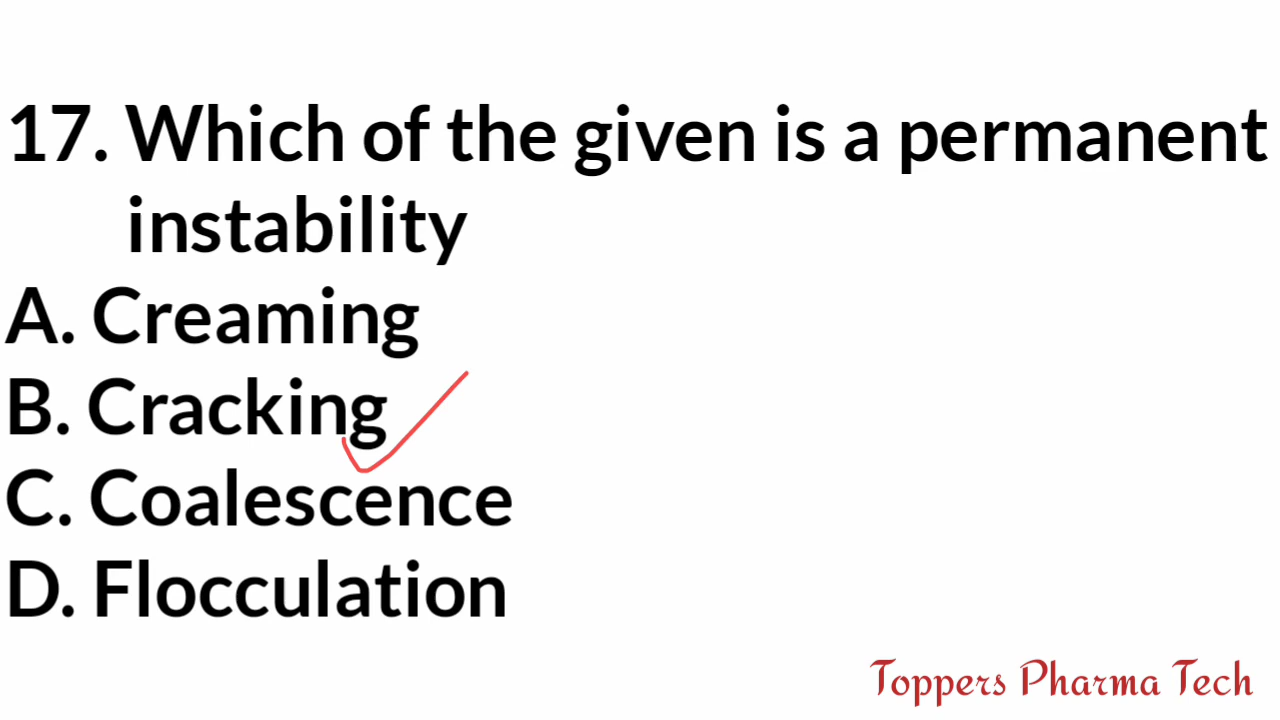 17. Which of the given is a permanent
instability
A. Creaming
B. Cracking
C. Coalescence
D. Flocculation
Toppers Pharma Tech